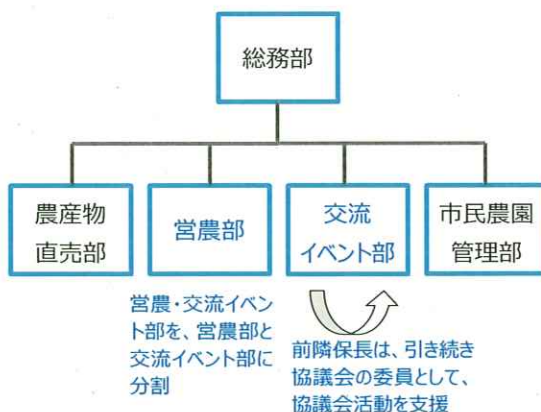 総務部
農産物
直売部
営農部
交流
イベント部
市民農園
管理部
営農・交流イベン
ト部を、営農部と
交流イベント部に
分割
前隣保長は、引き続き
協議会の委員として、
協議会活動を支援